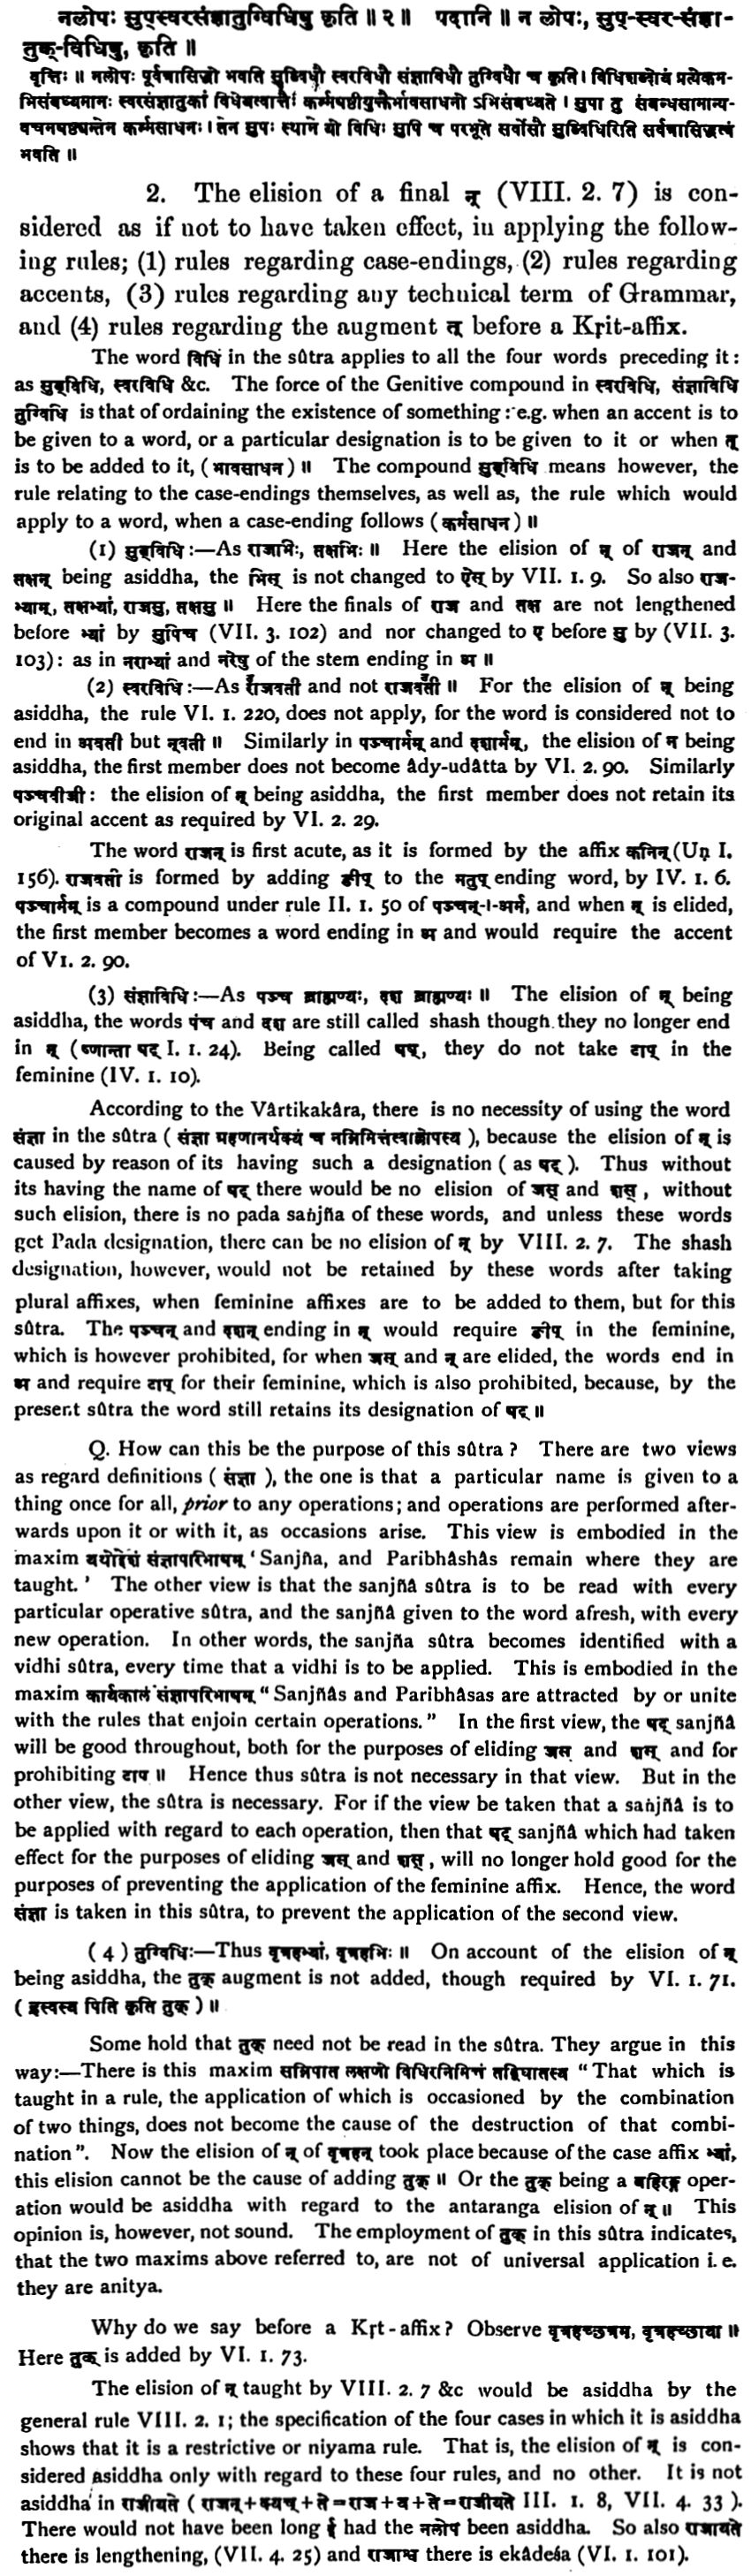 नलोपः सुप्स्वरसंज्ञातुग्विधिषु कृति ॥ २ ॥ पदानि ॥ न लोपः, सुप्-स्वर-संज्ञा-
तुक्-विधिषु, कृति ॥
वृत्तिः ॥ नलोपः पूर्वत्रासिद्धो भवति सुब्विधौ स्वरविधौ संज्ञाविधौ तुग्विधौ च कृति । विधिशब्दोयं प्रत्येकम-
भिसंबध्यमानः स्वरसंज्ञातुकां विधेयत्वात्तैः कर्म्मषष्ठीयुक्तैर्भावसाधनो ऽभिसंबध्यते । सुपा तु संबन्धसामान्य-
वचनषष्ठ्यन्तेन कर्म्मसाधनः । तेन सुपः स्थाने यो विधिः सुपि च परभूते सर्वोसौ सुब्विधिरिति सर्वत्रासिद्धत्वं
भवति ॥
2. The elision of a final न् (VIII. 2. 7) is con-
sidered as if not to have taken effect, in applying the follow-
ing rules; (1) rules regarding case-endings, (2) rules regarding
accents, (3) rules regarding any technical term of Grammar,
and (4) rules regarding the augment त् before a Kṛit-affix.
The word विधि in the sûtra applies to all the four words preceding it :
as सुब्विधि, स्वरविधि &c. The force of the Genitive compound in स्वरविधि, संज्ञाविधि
तुग्विधि is that of ordaining the existence of something : e.g. when an accent is to
be given to a word, or a particular designation is to be given to it or when त्
is to be added to it, ( भावसाधन ) ॥ The compound सुब्विधि means however, the
rule relating to the case-endings themselves, as well as, the rule which would
apply to a word, when a case-ending follows ( कर्मसाधन ) ॥
(1) सुब्विधि :—As राजाभिः, तक्षभिः ॥ Here the elision of न् of राजन् and
तक्षन् being asiddha, the भिस् is not changed to ऐस् by VII. 1. 9. So also राज-
भ्याम्, तक्षभ्यां, राजसु, तक्षसु ॥ Here the finals of राज and तक्ष are not lengthened
before भ्यां by सुपिच (VII. 3. 102) and nor changed to ए before सु by (VII. 3.
103) : as in नराभ्यां and नरेषु of the stem ending in अ ॥
(2) स्वरविधि :—As राजवती and not राजवती ॥ For the elision of न् being
asiddha, the rule VI. 1. 220, does not apply, for the word is considered not to
end in अवती but न्वती ॥ Similarly in पञ्चार्मम् and दशार्मम्, the elision of न being
asiddha, the first member does not become âdy-udâtta by VI. 2. 90. Similarly
पञ्चबीजी : the elision of न् being asiddha, the first member does not retain its
original accent as required by VI. 2. 29.
The word राजन् is first acute, as it is formed by the affix कनिन् (Uṇ I.
156). राजवती is formed by adding ङीप् to the मतुप् ending word, by IV. 1. 6.
पञ्चार्मम् is a compound under rule II. 1. 50 of पञ्चन्-।-अर्म, and when न् is elided,
the first member becomes a word ending in अ and would require the accent
of VI. 2. 90.
(3) संज्ञाविधि :—As पञ्च ब्राह्मण्यः, दश ब्राह्मण्यः ॥ The elision of न् being
asiddha, the words पंच and दश are still called shash though they no longer end
in न् ( ष्णान्ता षट् I. 1. 24). Being called षष्, they do not take टाप् in the
feminine (IV. 1. 10).
According to the Vârtikakâra, there is no necessity of using the word
संज्ञा in the sûtra ( संज्ञा ग्रहणानर्थक्यं च तन्निमित्तत्वाल्लोपस्य ), because the elision of न् is
caused by reason of its having such a designation ( as षट् ). Thus without
its having the name of षट् there would be no elision of जस् and शस् , without
such elision, there is no pada sanjña of these words, and unless these words
get Pada designation, there can be no elision of न् by VIII. 2. 7. The shash
designation, however, would not be retained by these words after taking
plural affixes, when feminine affixes are to be added to them, but for this
sûtra. The पञ्चन् and दशन् ending in न् would require ङीप् in the feminine,
which is however prohibited, for when जस् and न् are elided, the words end in
अ and require टाप् for their feminine, which is also prohibited, because, by the
present sûtra the word still retains its designation of षट् ॥
Q. How can this be the purpose of this sûtra ? There are two views
as regard definitions ( संज्ञा ), the one is that a particular name is given to a
thing once for all, prior to any operations; and operations are performed after-
wards upon it or with it, as occasions arise. This view is embodied in the
maxim यथोद्देशं संज्ञापरिभाषम् ‘ Sanjña, and Paribhâshâs remain where they are
taught. ’ The other view is that the sanjñâ sûtra is to be read with every
particular operative sûtra, and the sanjñâ given to the word afresh, with every
new operation. In other words, the sanjña sûtra becomes identified with a
vidhi sûtra, every time that a vidhi is to be applied. This is embodied in the
maxim कार्यकालं संज्ञापरिभाषम् “ Sanjñâs and Paribhâsas are attracted by or unite
with the rules that enjoin certain operations. ” In the first view, the षट् sanjñâ
will be good throughout, both for the purposes of eliding जस् and शस् and for
prohibiting टाप ॥ Hence thus sûtra is not necessary in that view. But in the
other view, the sûtra is necessary. For if the view be taken that a sanjñâ is to
be applied with regard to each operation, then that षट् sanjñâ which had taken
effect for the purposes of eliding जस् and शस् , will no longer hold good for the
purposes of preventing the application of the feminine affix. Hence, the word
संज्ञा is taken in this sûtra, to prevent the application of the second view.
( 4 ) तुग्विधिः—Thus वृत्रहभ्यां, वृत्रहभिः ॥ On account of the elision of न्
being asiddha, the तुक् augment is not added, though required by VI. 1. 71.
( ह्रस्वस्य पिति कृति तुक् ) ॥
Some hold that तुक् need not be read in the sûtra. They argue in this
way:—There is this maxim सन्निपात लक्षणो विधिरनिमित्तं तद्विघातस्य “ That which is
taught in a rule, the application of which is occasioned by the combination
of two things, does not become the cause of the destruction of that combi-
nation ”. Now the elision of न् of वृत्रहन् took place because of the case affix भ्यां,
this elision cannot be the cause of adding तुक् ॥ Or the तुक् being a बहिरङ्ग oper-
ation would be asiddha with regard to the antaranga elision of न् ॥ This
opinion is, however, not sound. The employment of तुक् in this sûtra indicates,
that the two maxims above referred to, are not of universal application i. e.
they are anitya.
Why do we say before a Kṛt-affix ? Observe वृत्रहच्छत्रम्, वृत्रहच्छाया ॥
Here तुक् is added by VI. 1. 73.
The elision of न् taught by VIII. 2. 7 &c would be asiddha by the
general rule VIII. 2. 1; the specification of the four cases in which it is asiddha
shows that it is a restrictive or niyama rule. That is, the elision of न् is con-
sidered asiddha only with regard to these four rules, and no other. It is not
asiddha in राजीयते ( राजन्+क्यच्+ते=राज+य+ते=राजीयते III. 1. 8, VII. 4. 33 ).
There would not have been long ई had the नलोप been asiddha. So also राजायते
there is lengthening, (VII. 4. 25) and राजाश्व there is ekâdeśa (VI. 1. 101).